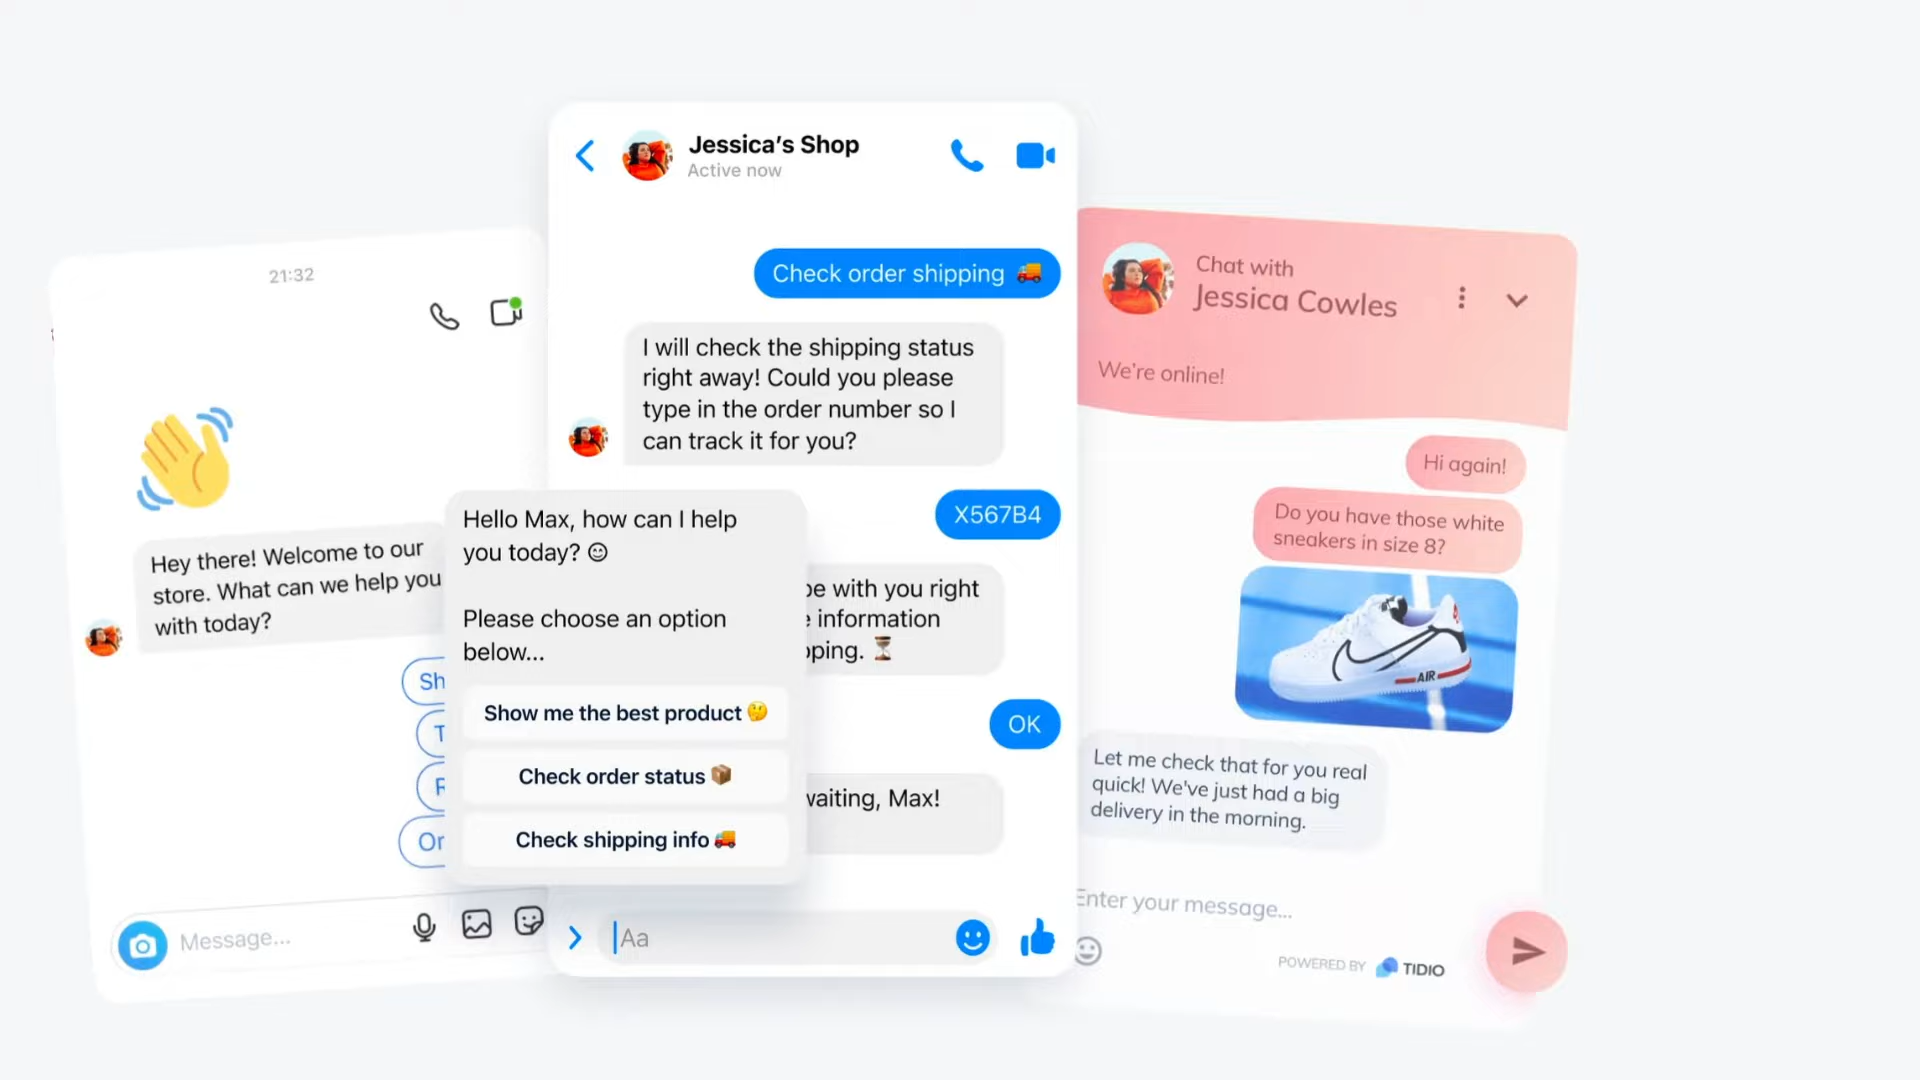 21:32
Hey there! Welcome to our
store. What can we help you
with today?
Sh
T
Or
Message...
Jessica's Shop
Active now
Check order shipping
I will check the shipping status
right away! Could you please
type in the order number so I
can track it for you?
X567B4
be with you right
information
OK
waiting, Max!
Aa
Hello Max, how can I help
you today?
Please choose an option
below...
Show me the best product
Check order status
Check shipping info
Chat with
Jessica Cowles
We're online!
Hi again!
Do you have those white
sneakers in size 8?
AIR
Let me check that for you real
quick! We've just had a big
delivery in the morning.
Enter your message...
POWERED BY TIDIO